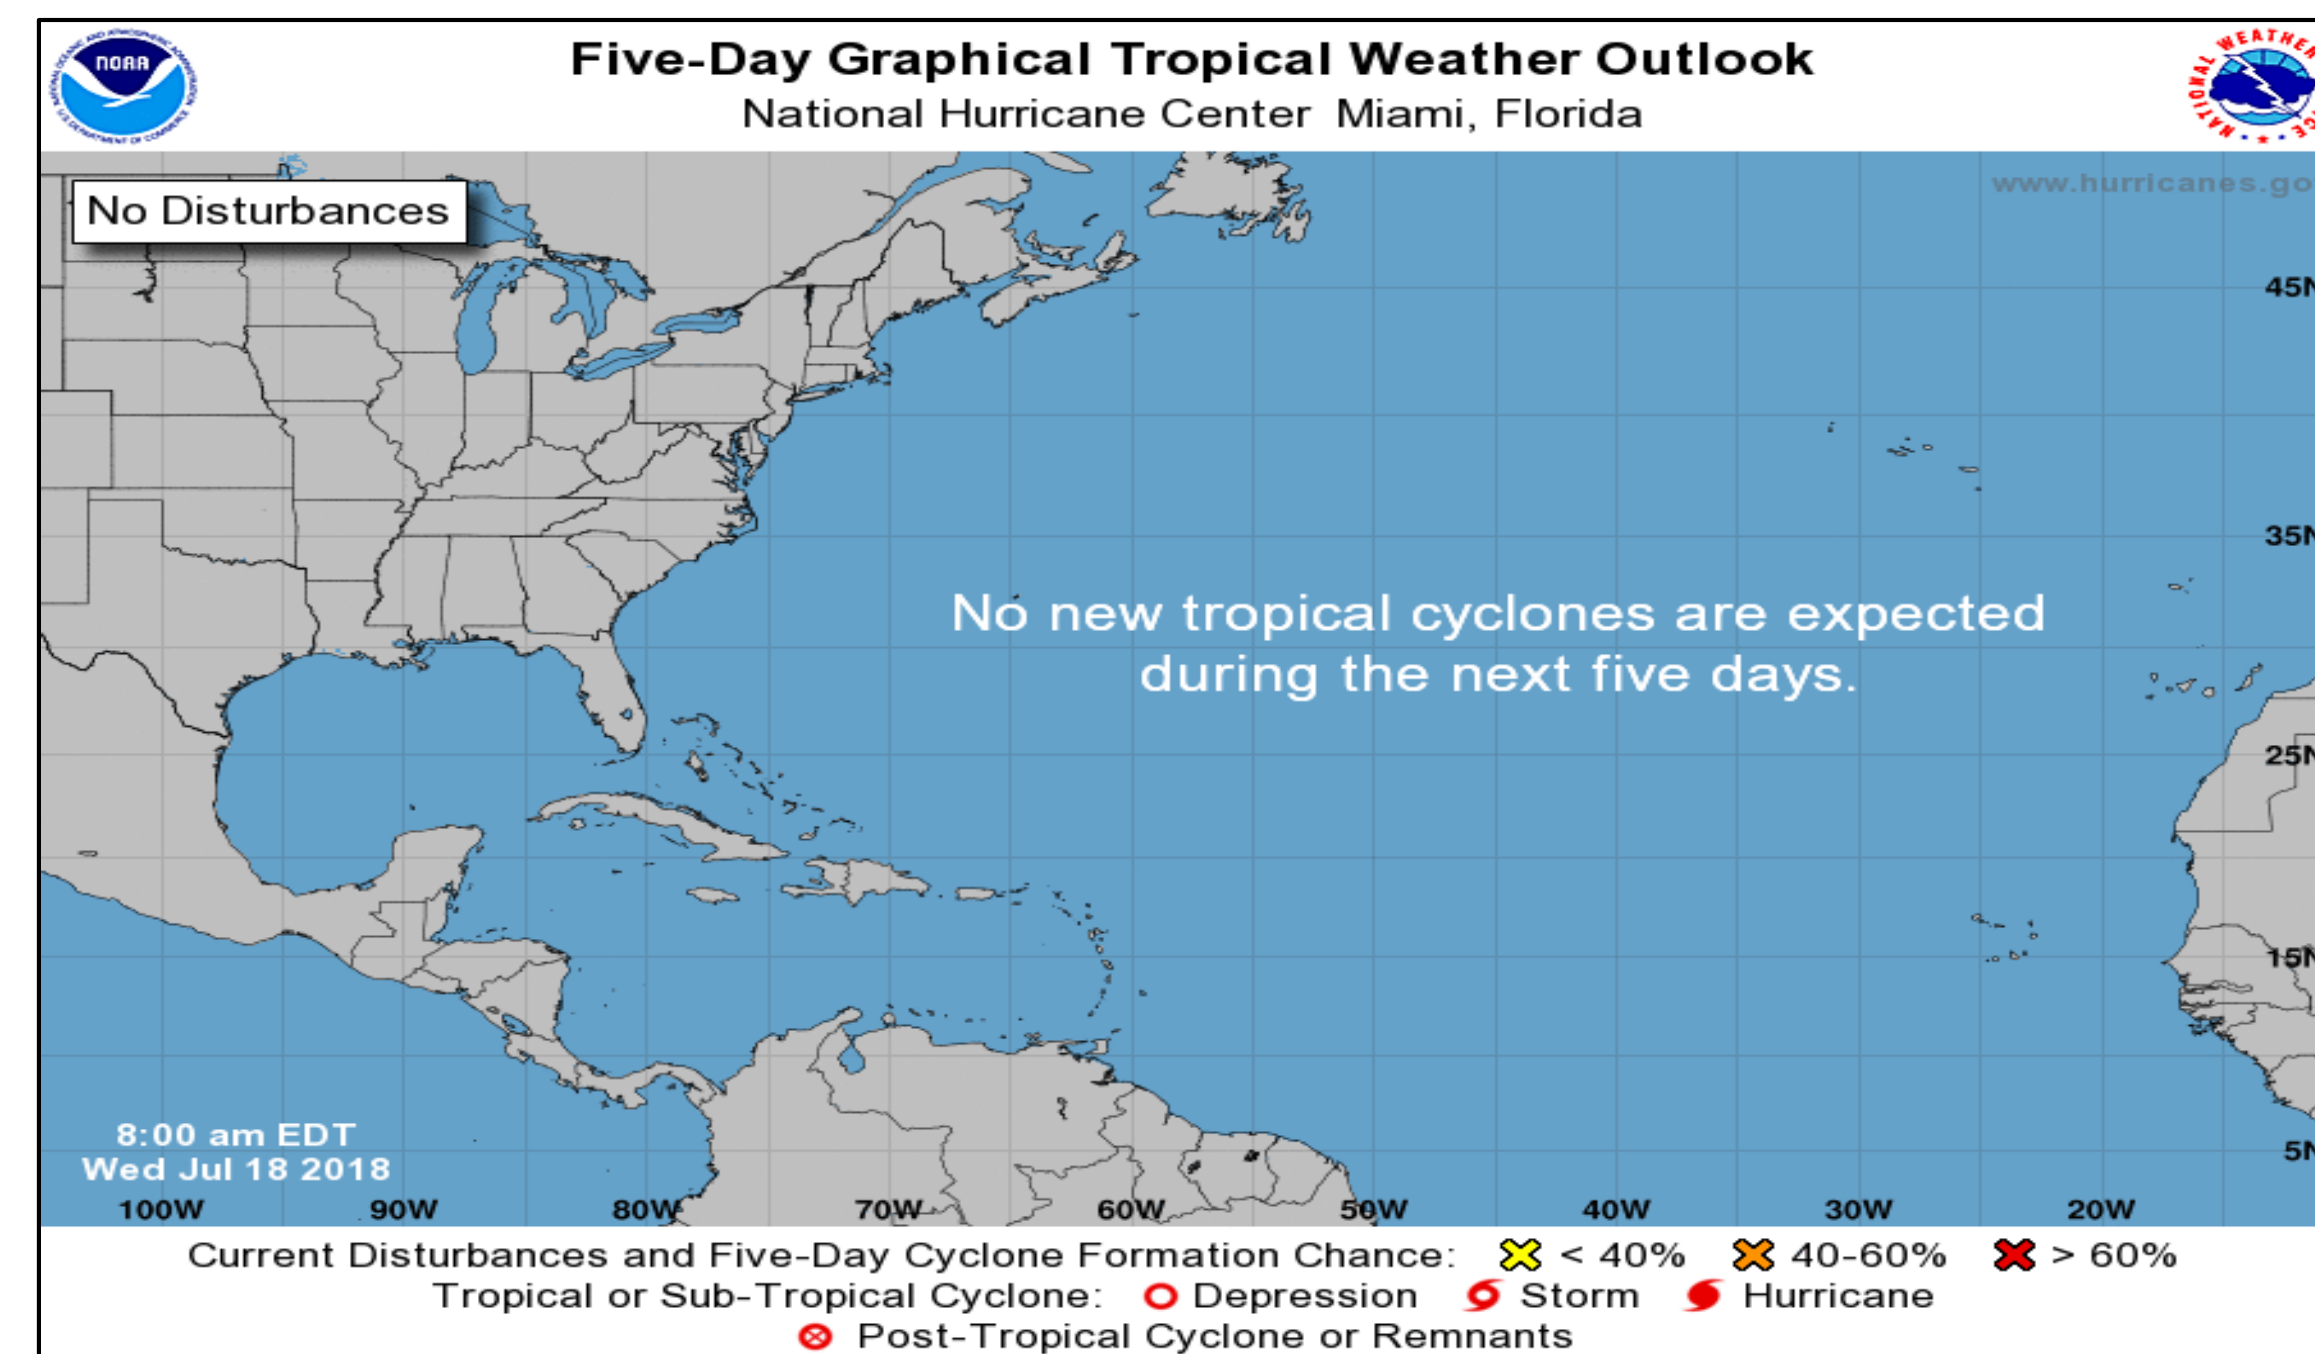 NOAA
Five-Day Graphical Tropical Weather Outlook
National Hurricane Center Miami, Florida
NATIONAL WEATHER
No Disturbances
www.hurricanes.go
45N
35N
No new tropical cyclones are expected
during the next five days.
25N
15N
5N
8:00 am EDT
Wed Jul 18 2018
100W 90W 80W 70W 60W 50W 40W 30W 20W
Current Disturbances and Five-Day Cyclone Formation Chance: < 40% 40-60% > 60%
Tropical or Sub-Tropical Cyclone: Depression Storm Hurricane
Post-Tropical Cyclone or Remnants